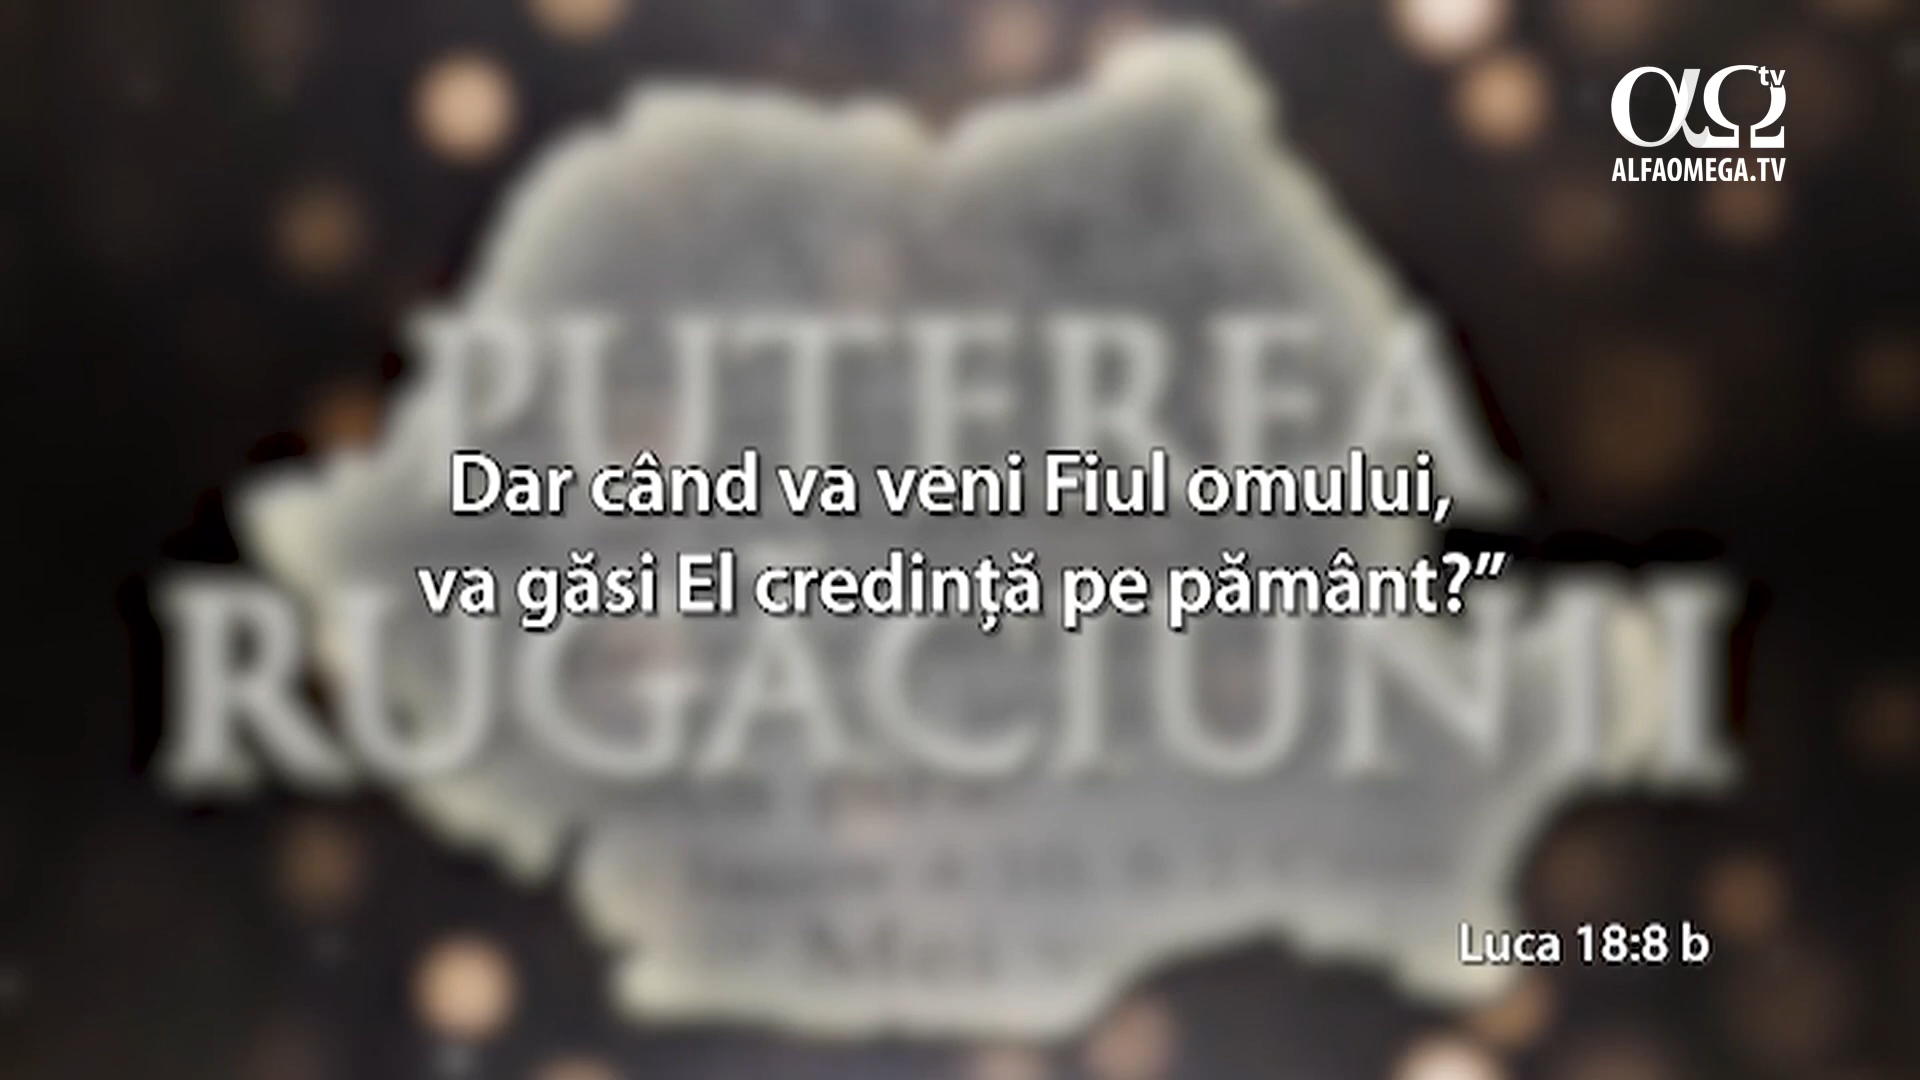 αΩ tv
ALFAOMEGA.TV
PUTEREA
Dar când va veni Fiul omului,
va găsi El credință pe pământ?”
RUGACIUNII
Luca 18:8 b